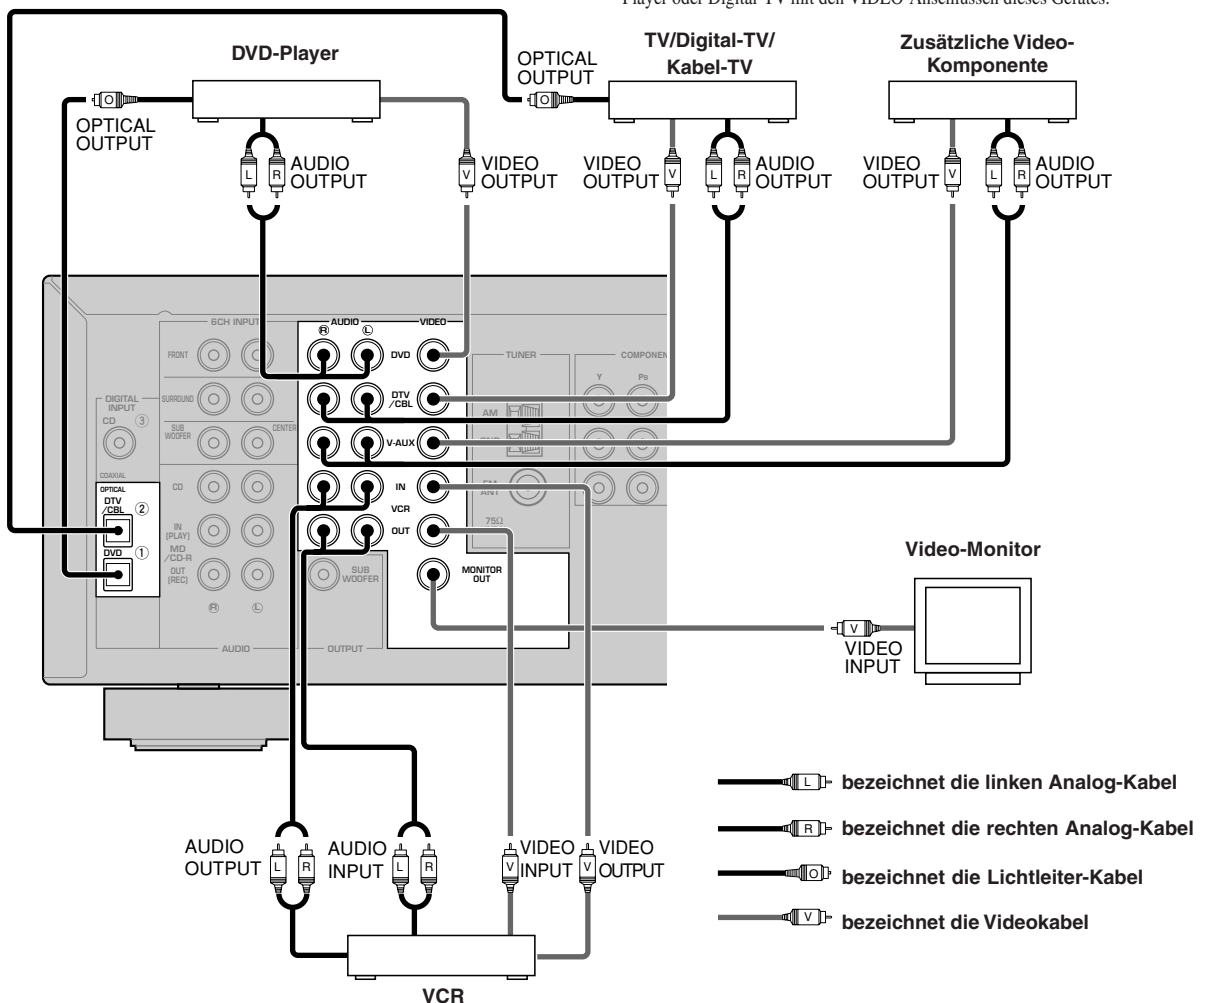 Player oder Digital-TV mit den VIDEO-Anschlüssen dieses Gerätes.
DVD-Player
TV/Digital-TV/
Kabel-TV
Zusätzliche Video-
Komponente
OPTICAL
OUTPUT
O
OPTICAL
OUTPUT
O
L
R
AUDIO
OUTPUT
V
VIDEO
OUTPUT
VIDEO
OUTPUT
V
L
R
AUDIO
OUTPUT
VIDEO
OUTPUT
V
L
R
AUDIO
OUTPUT
6CH INPUT
AUDIO
R
L
VIDEO
FRONT
DVD
TUNER
COMPONEN
Y
PB
DIGITAL
INPUT
CD
③
SURROUND
DTV
/CBL
AM
SUB
WOOFER
CENTER
V-AUX
GND
COAXIAL
OPTICAL
DTV
/CBL
②
CD
IN
VCR
OUT
FM
ANT
75Ω
IN
(PLAY)
MD
/CD-R
OUT
(REC)
DVD
①
SUB
WOOFER
MONITOR
OUT
R
L
AUDIO
OUTPUT
Video-Monitor
V
VIDEO
INPUT
AUDIO
OUTPUT
L
R
AUDIO
INPUT
L
R
V
VIDEO
INPUT
V
VIDEO
OUTPUT
VCR
L
bezeichnet die linken Analog-Kabel
R
bezeichnet die rechten Analog-Kabel
O
bezeichnet die Lichtleiter-Kabel
V
bezeichnet die Videokabel